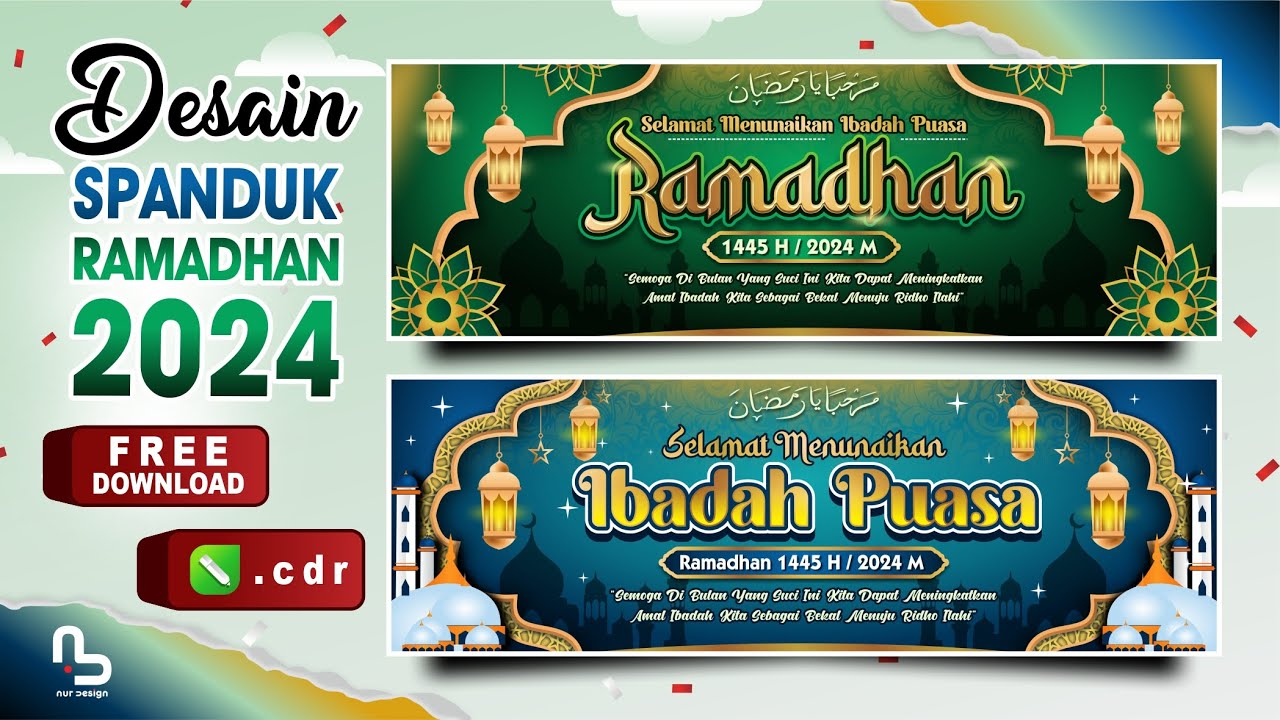 Desain
SPANDUK
RAMADHAN
2024
FREE
DOWNLOAD
.cdr
nur Design
مرحبا يا رمضان
Selamat Menunaikan Ibadah Puasa
Ramadhan
1445 H / 2024 M
"Semoga Di Bulan Yang Suci Ini Kita Dapat Meningkatkan
Amal Ibadah Kita Sebagai Bekal Menuju Ridho Ilahi"
مرحبا يا رمضان
Selamat Menunaikan
Ibadah Puasa
Ramadhan 1445 H / 2024 M
"Semoga Di Bulan Yang Suci Ini Kita Dapat Meningkatkan
Amal Ibadah Kita Sebagai Bekal Menuju Ridho Ilahi"